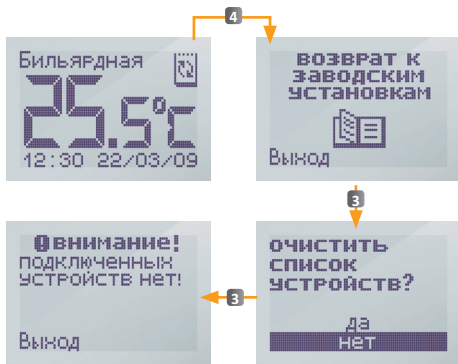 4
Бильярдная
25.5°C
12:30 22/03/09
возврат к
заводским
установкам
Выход
3
очистить
список
устройств?
да
нет
3
внимание!
подключенных
устройств нет!
Выход